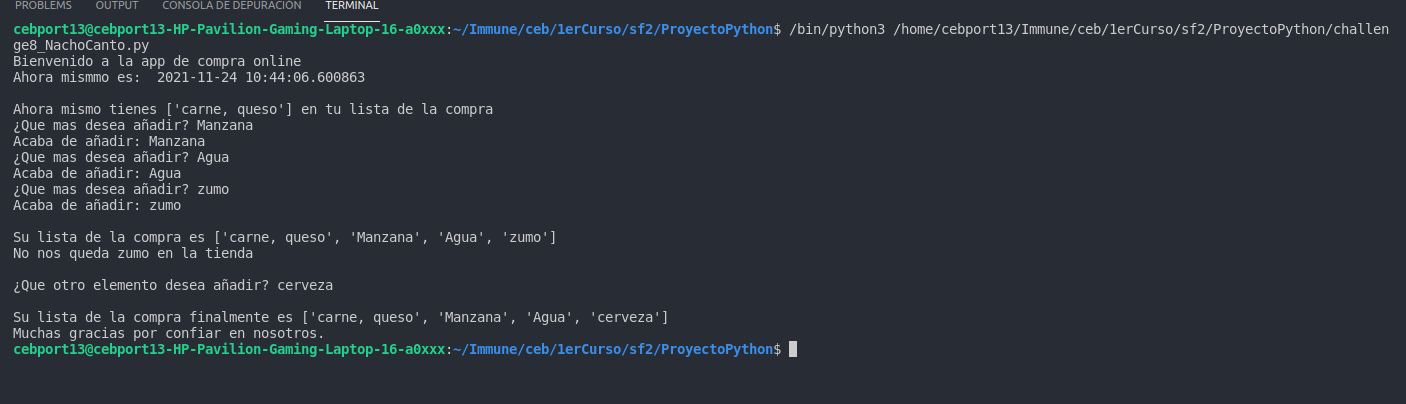 PROBLEMS OUTPUT CONSOLA DE DEPURACIÓN TERMINAL
cebport13@cebport13-HP-Pavilion-Gaming-Laptop-16-a0xxx:~/Immune/ceb/1erCurso/sf2/ProyectoPython$ /bin/python3 /home/cebport13/Immune/ceb/1erCurso/sf2/ProyectoPython/challen
ge8_NachoCanto.py
Bienvenido a la app de compra online
Ahora mismmo es:  2021-11-24 10:44:06.600863
Ahora mismo tienes ['carne, queso'] en tu lista de la compra
¿Que mas desea añadir? Manzana
Acaba de añadir: Manzana
¿Que mas desea añadir? Agua
Acaba de añadir: Agua
¿Que mas desea añadir? zumo
Acaba de añadir: zumo
Su lista de la compra es ['carne, queso', 'Manzana', 'Agua', 'zumo']
No nos queda zumo en la tienda
¿Que otro elemento desea añadir? cerveza
Su lista de la compra finalmente es ['carne, queso', 'Manzana', 'Agua', 'cerveza']
Muchas gracias por confiar en nosotros.
cebport13@cebport13-HP-Pavilion-Gaming-Laptop-16-a0xxx:~/Immune/ceb/1erCurso/sf2/ProyectoPython$